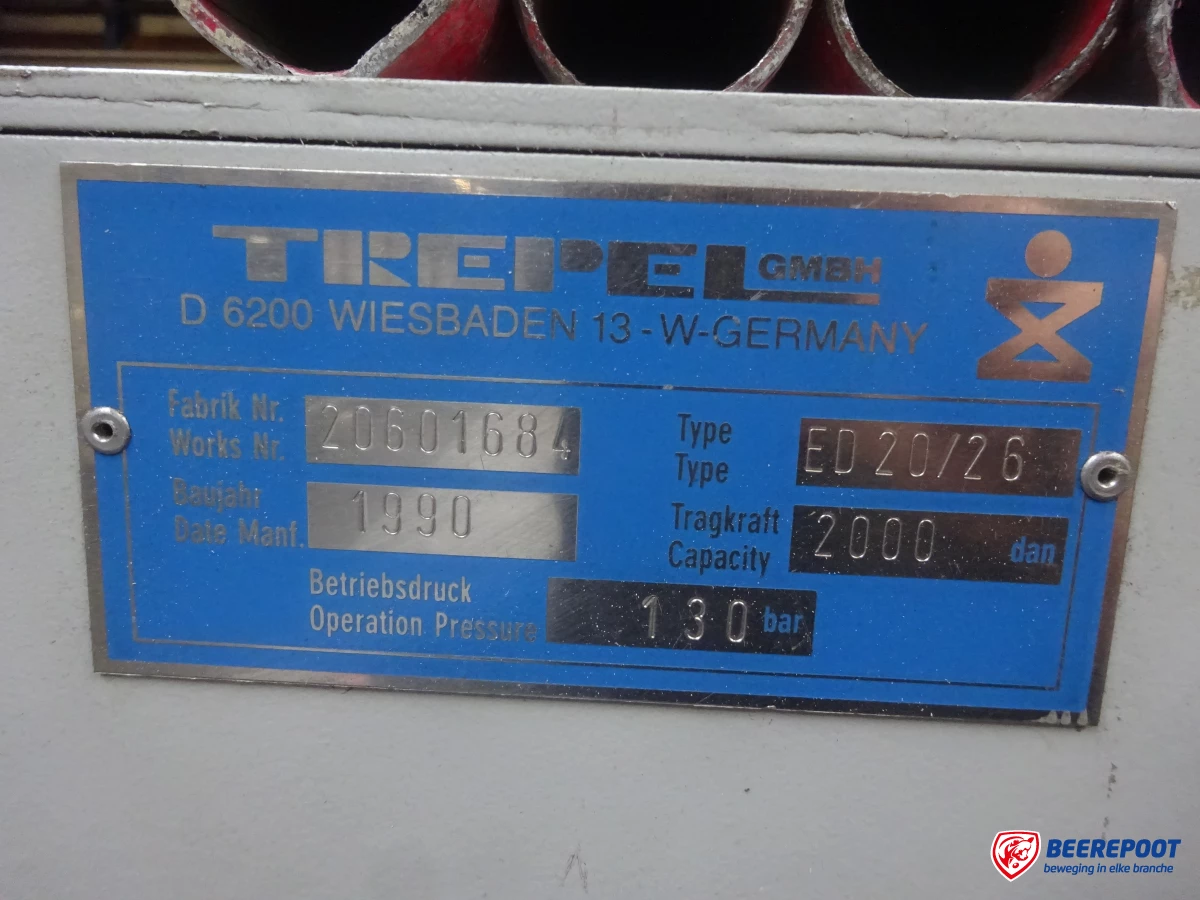 TREPEL GMBH
D 6200 WIESBADEN 13 - W-GERMANY
Fabrik Nr.
Works Nr.
20601684
Type
Type
ED 20/26
Baujahr
Date Manf.
1990
Tragkraft
Capacity
2000 dan
Betriebsdruck
Operation Pressure
130 bar
BEEREPOOT
beweging in elke branche